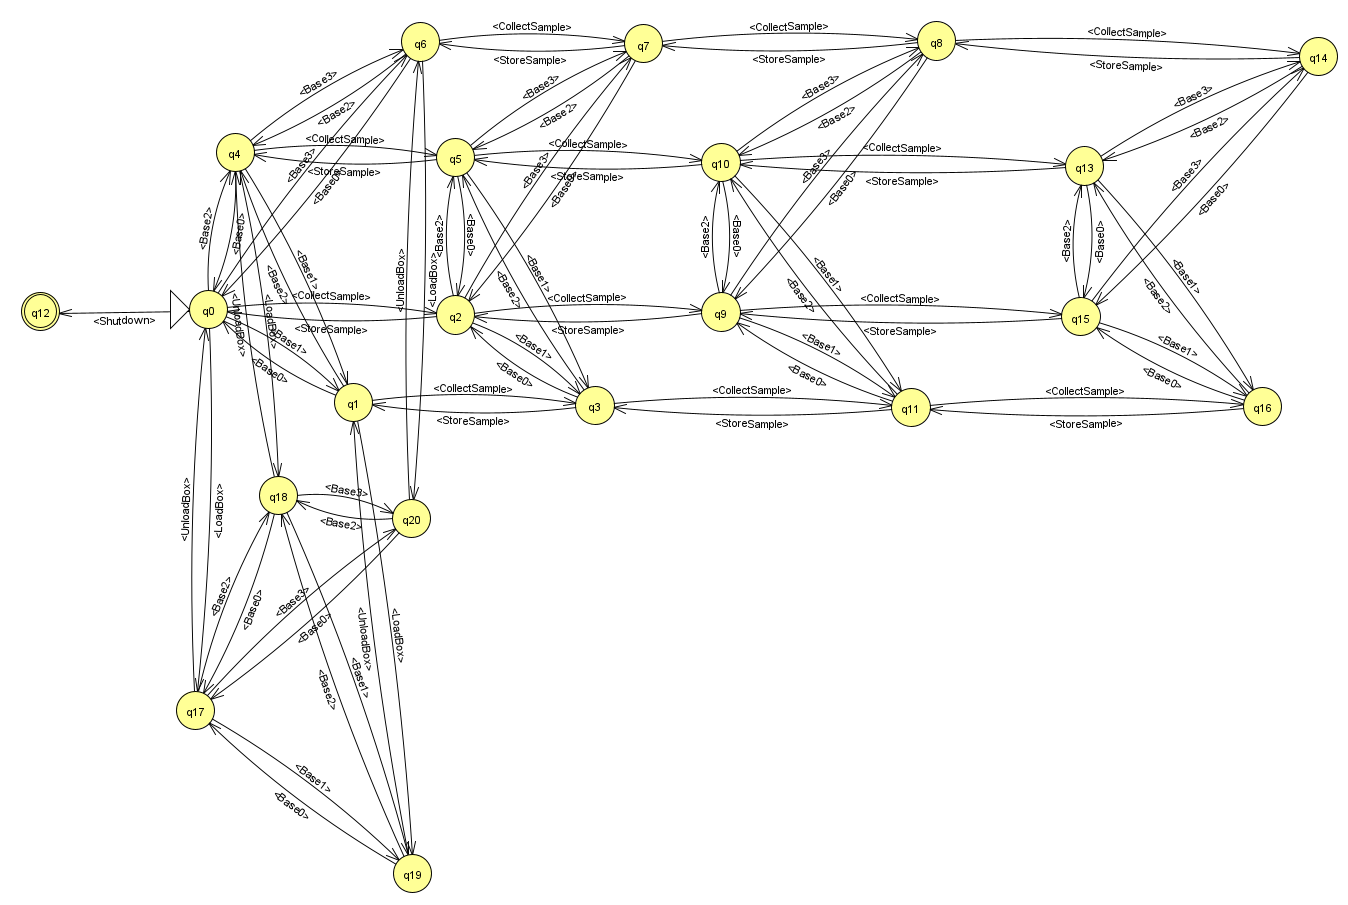 <CollectSample>
<CollectSample>
<CollectSample>
q6
q7
q8
q14
<StoreSample>
<StoreSample>
<StoreSample>
<Base3>
<Base2>
<Base3>
<Base2>
<Base3>
<Base2>
<Base3>
<Base2>
q4
<CollectSample>
q5
<CollectSample>
q10
<CollectSample>
q13
<StoreSample>
<StoreSample>
<StoreSample>
<Base3>
<Base0>
<Base3>
<Base0>
<Base3>
<Base0>
<Base3>
<Base0>
<Base2>
<Base0>
<Base2>
<Base1>
<UnloadBox>
<LoadBox>
<Base2>
<Base0>
<Base2>
<Base1>
<Base2>
<Base0>
<Base2>
<Base1>
<Base2>
<Base0>
<Base2>
<Base1>
q12
<Shutdown>
q0
<CollectSample>
q2
<CollectSample>
q9
<CollectSample>
q15
<StoreSample>
<StoreSample>
<StoreSample>
<UnloadBox>
<LoadBox>
<Base1>
<Base0>
<Base1>
<Base0>
<Base1>
<Base0>
<Base1>
<Base0>
q1
<CollectSample>
q3
<CollectSample>
q11
<CollectSample>
q16
<StoreSample>
<StoreSample>
<StoreSample>
<UnloadBox>
<LoadBox>
q18
<Base3>
q20
<Base2>
<Base2>
<Base0>
<Base3>
<Base0>
<UnloadBox>
<LoadBox>
<Base2>
<Base1>
q17
<Base1>
<Base0>
q19